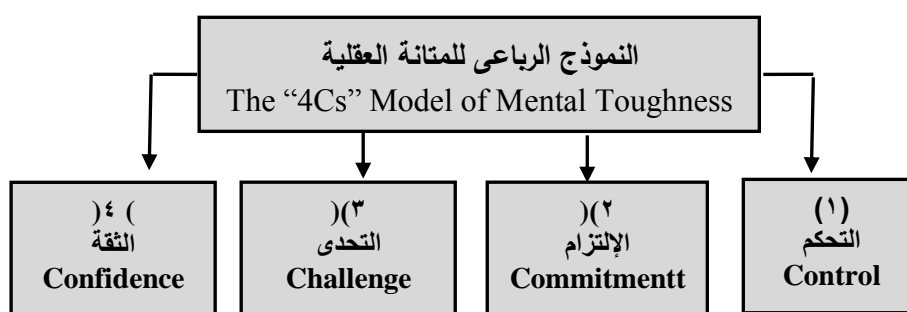 النموذج الرباعى للمتانة العقلية
The “4Cs” Model of Mental Toughness
(١)
التحكم
Control
)(٢
الإلتزام
Commitmentt
)(٣
التحدى
Challenge
)٤ (
الثقة
Confidence